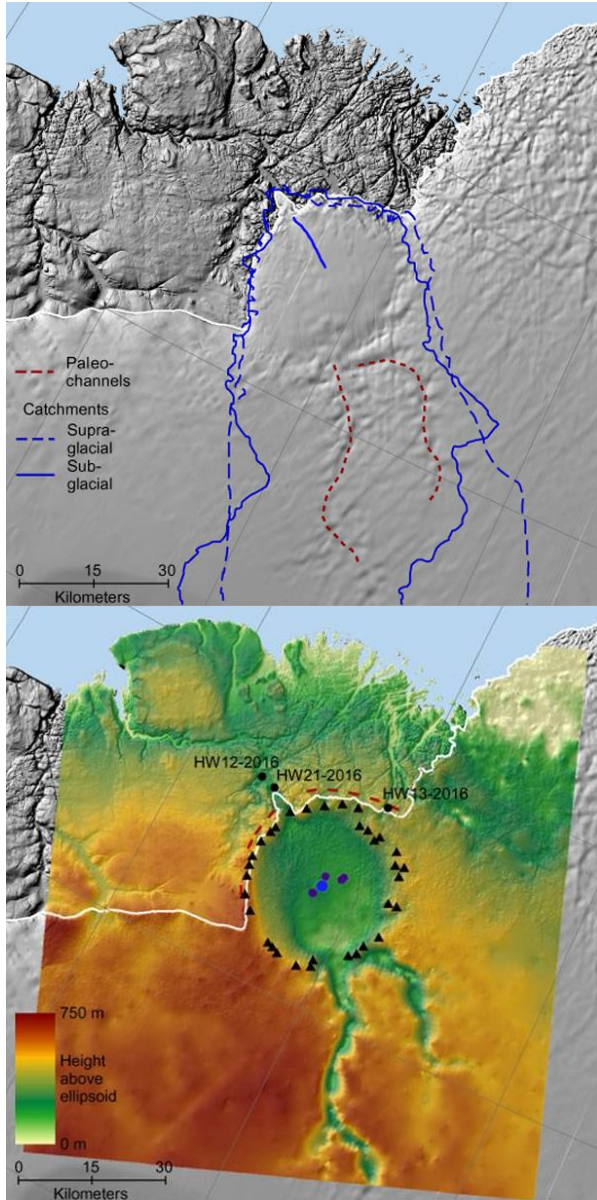 Paleo-
channels
Catchments
Supra-
glacial
Sub-
glacial
0 15 30
Kilometers
HW12-2016
HW21-2016
HW13-2016
750 m
Height
above
ellipsoid
0 m
0 15 30
Kilometers